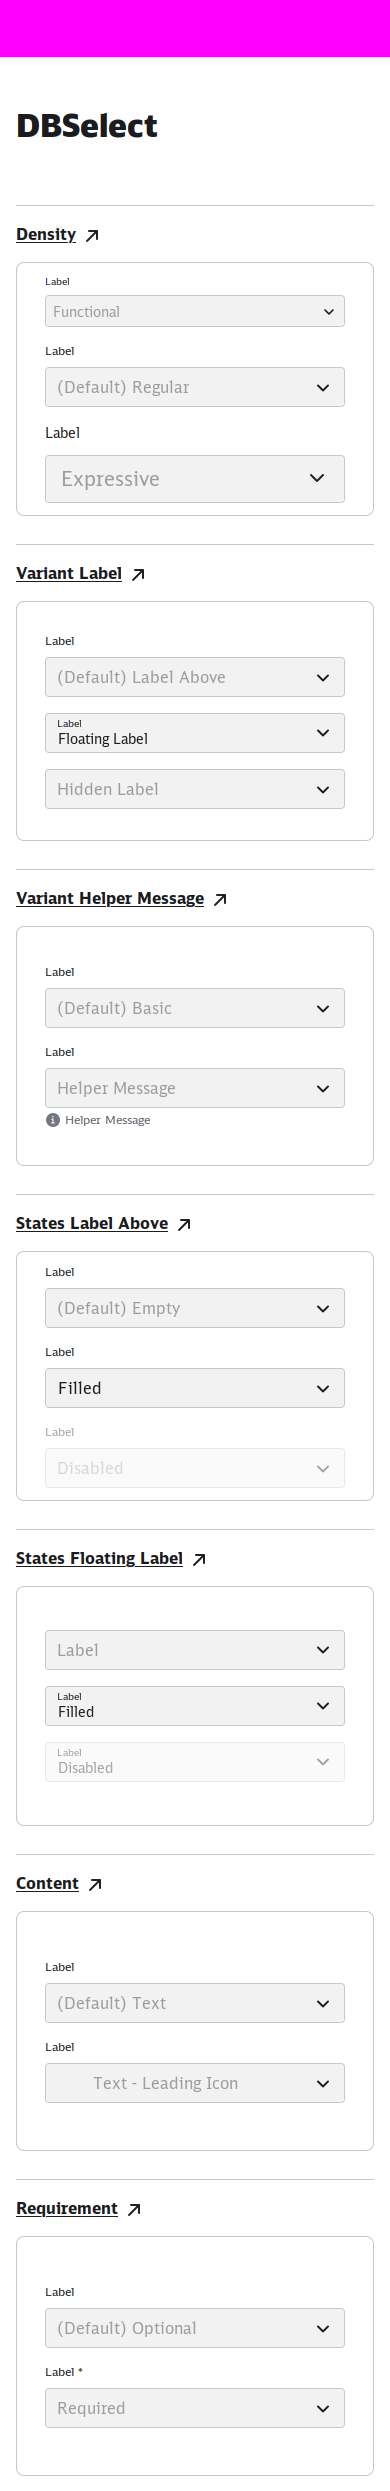 DBSelect
Density
Label
Functional
Label
(Default) Regular
Label
Expressive
Variant Label
Label
(Default) Label Above
Label
Floating Label
Hidden Label
Variant Helper Message
Label
(Default) Basic
Label
Helper Message
Helper Message
States Label Above
Label
(Default) Empty
Label
Filled
Label
Disabled
States Floating Label
Label
Label
Filled
Label
Disabled
Content
Label
(Default) Text
Label
Text - Leading Icon
Requirement
Label
(Default) Optional
Label *
Required